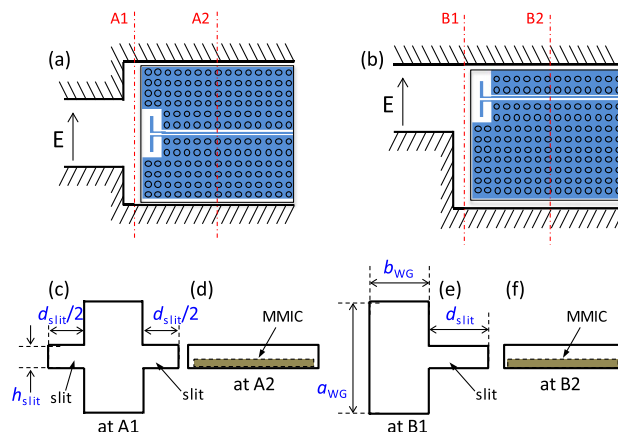 A1 A2 B1 B2
(a) (b)
E E
(c) (d) b_WG (e) (f)
d_slit/2 d_slit/2 MMIC d_slit MMIC
h_slit slit slit a_WG slit
at A1 at A2 at B1 at B2